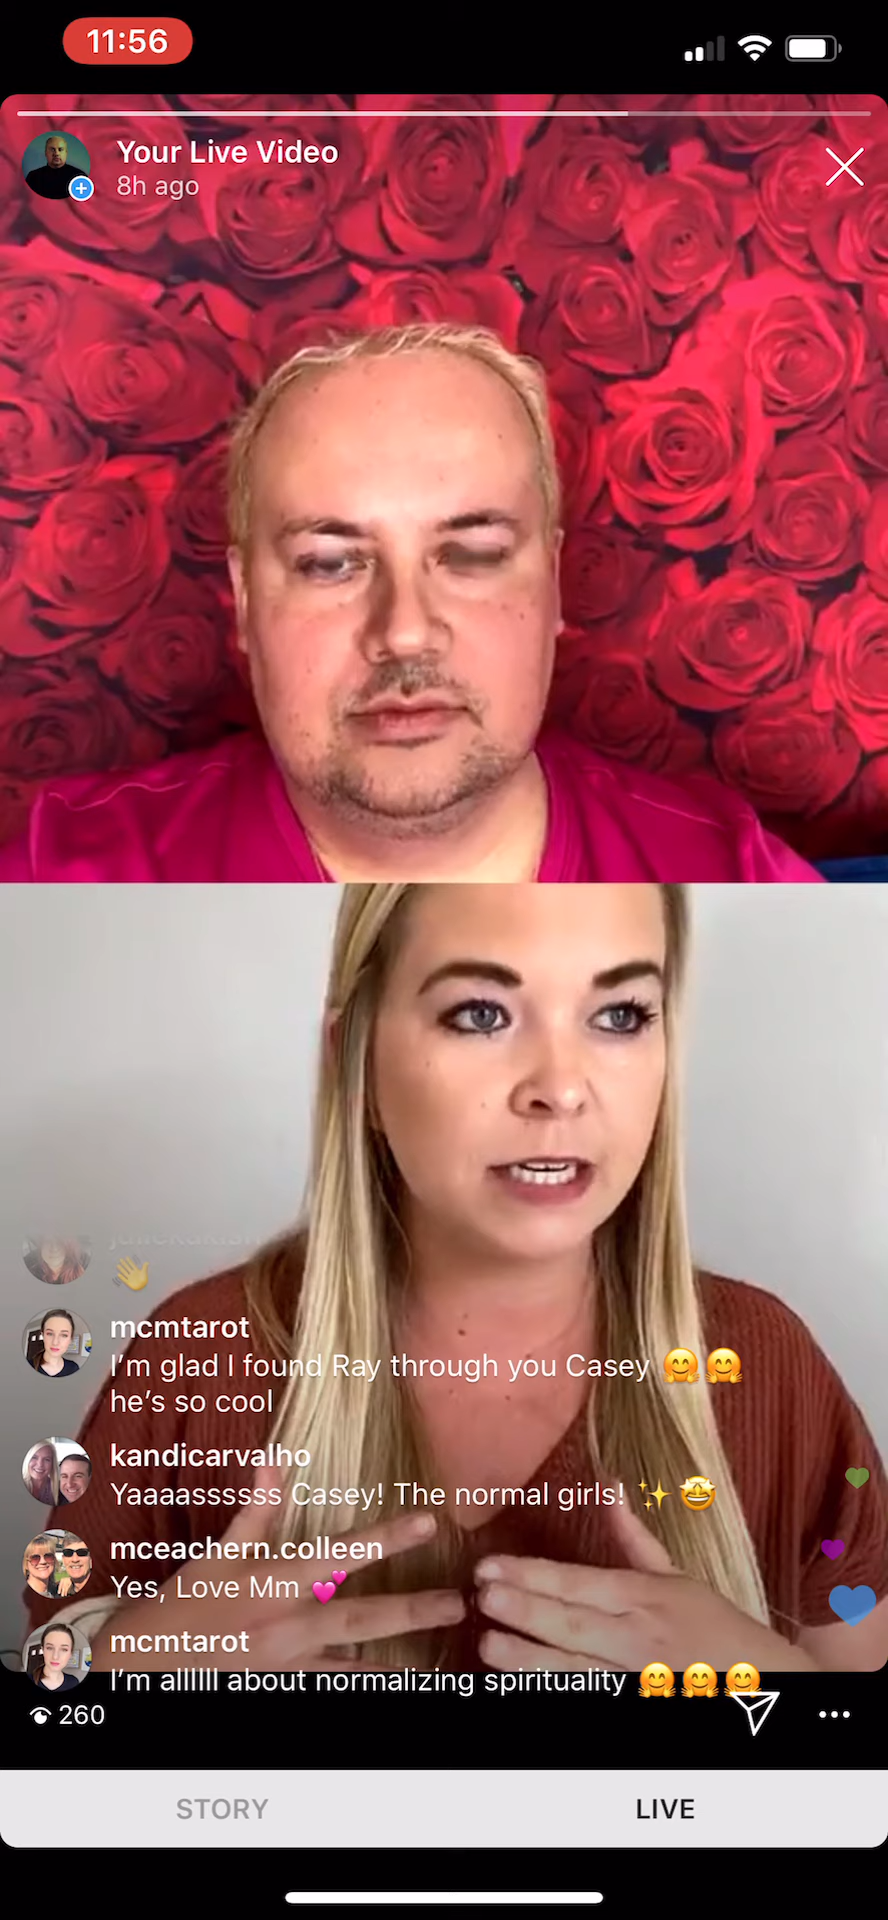 11:56
Your Live Video
8h ago
👋
mcmtarot
I'm glad I found Ray through you Casey 🤗🤗
he's so cool
kandicarvalho
Yaaaassssss Casey! The normal girls! ✨🤩
mceachern.colleen
Yes, Love Mm 💕
mcmtarot
I'm allllll about normalizing spirituality 🤗🤗🤗
260
STORY
LIVE